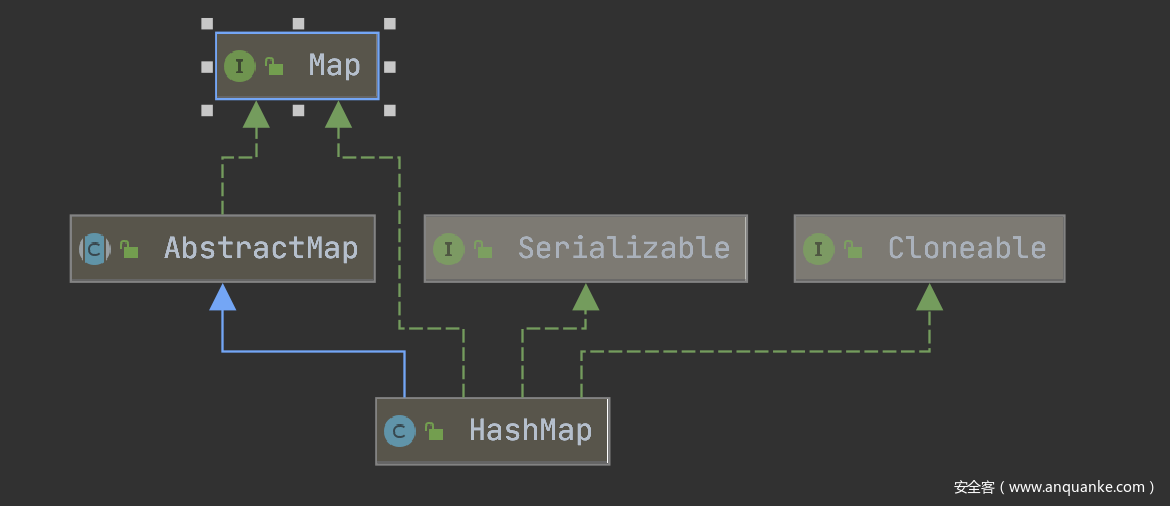 I Map
C AbstractMap
I Serializable
I Cloneable
C HashMap
安全客（www.anquanke.com）